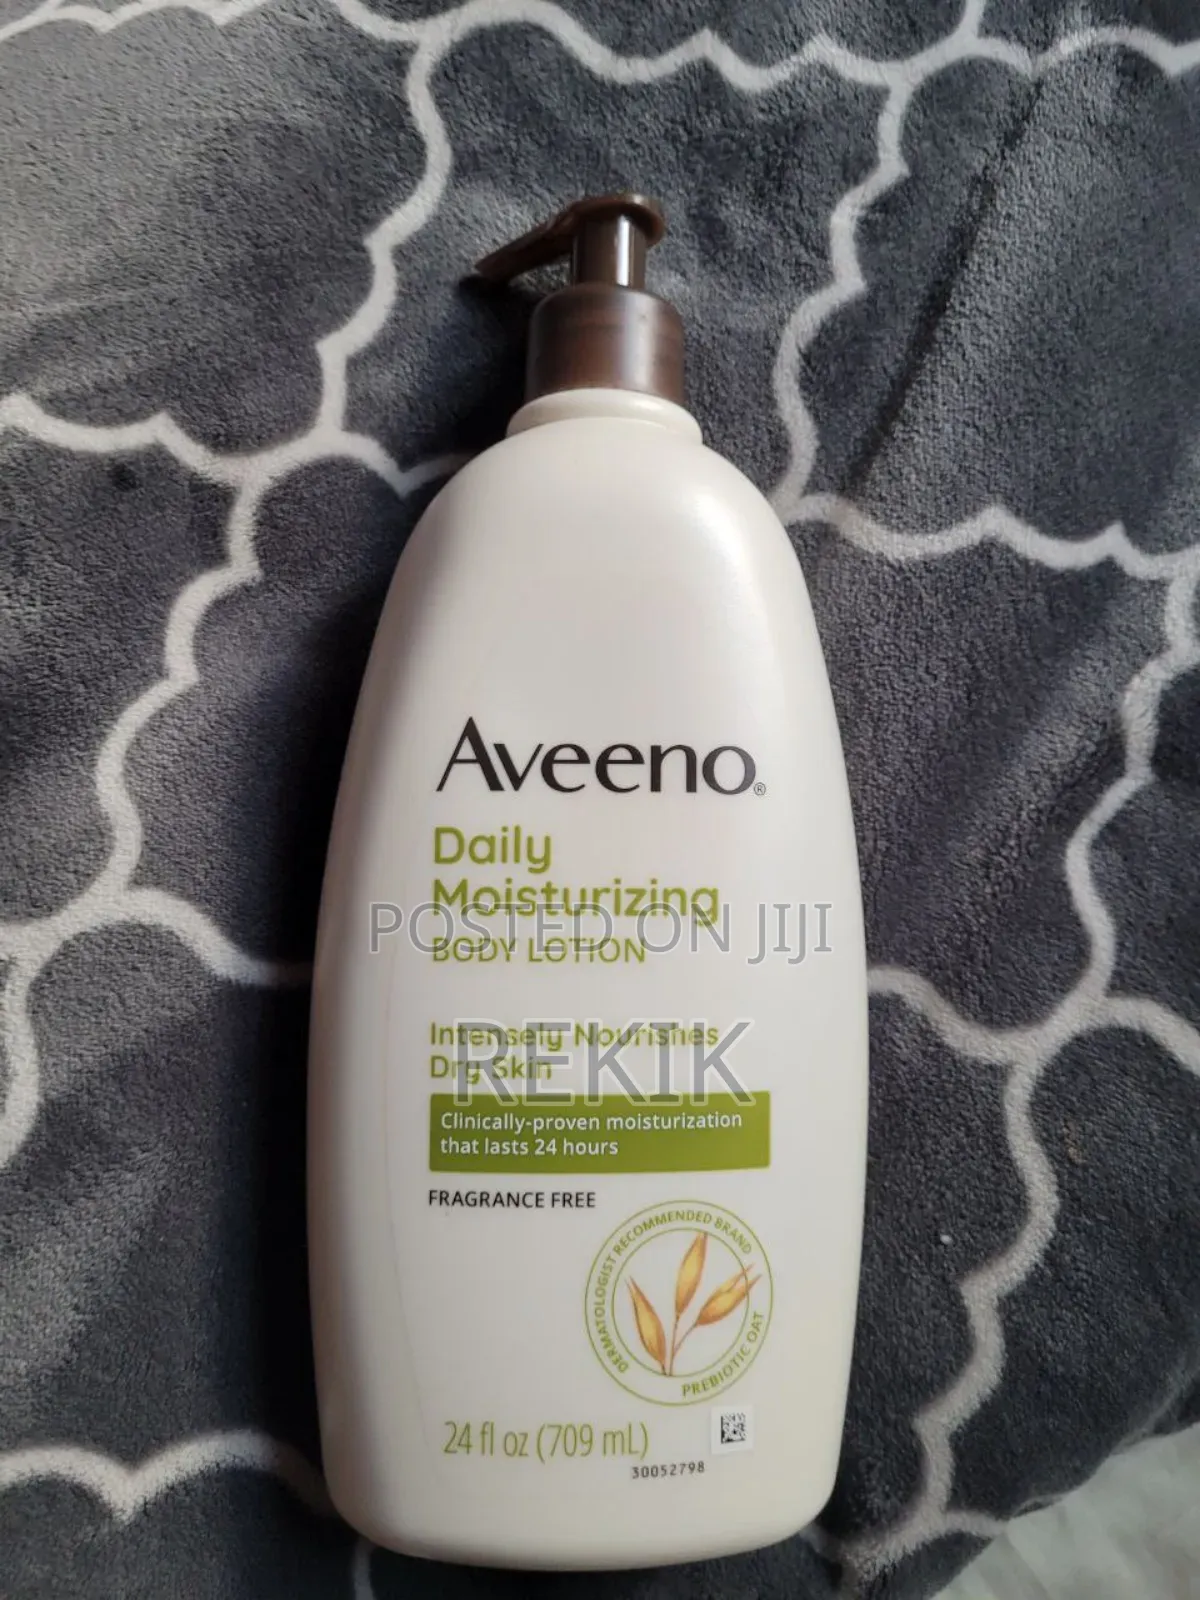 Aveeno®
Daily
Moisturizing
POSTED ON JIJI
BODY LOTION
Intensely Nourishes
REKIK
Dry Skin
Clinically-proven moisturization
that lasts 24 hours
FRAGRANCE FREE
DERMATOLOGIST RECOMMENDED BRAND
PREBIOTIC OAT
24 fl oz (709 mL)
30052798